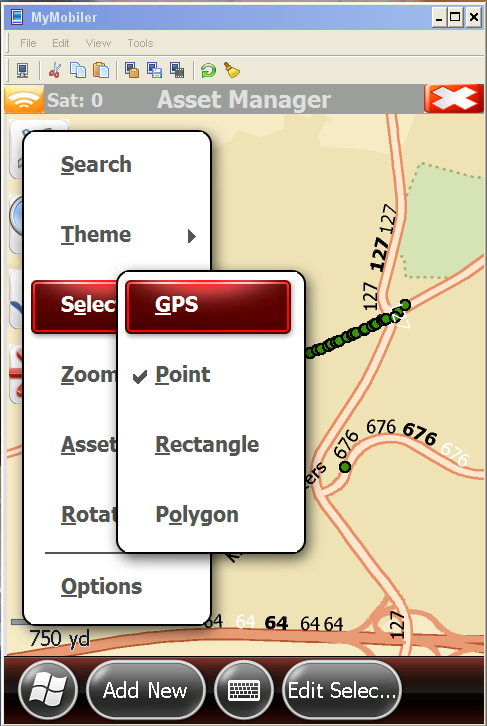 MyMobiler
File Edit View Tools
Sat: 0 Asset Manager
Search
Theme
Select
GPS
Zoom
Point
Asset
Rectangle
Rotat
Polygon
Options
127
127
127
127
676
676
676
676
64
64
64
64 64
127
750 yd
Add New
Edit Selec...